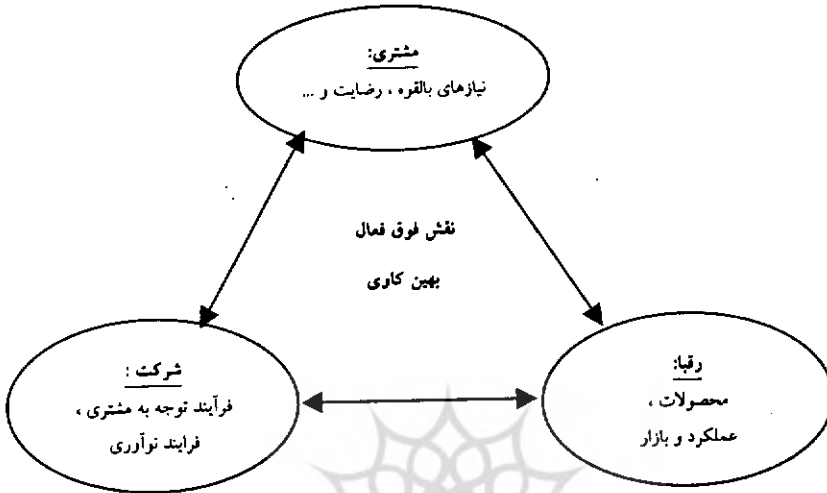 مشتری:
نیازهای بالقوه ، رضایت و ...
نقش فوق فعال
بهین کاوی
شرکت :
فرآیند توجه به مشتری ،
فرایند نوآوری
رقبا:
محصولات ،
عملکرد و بازار